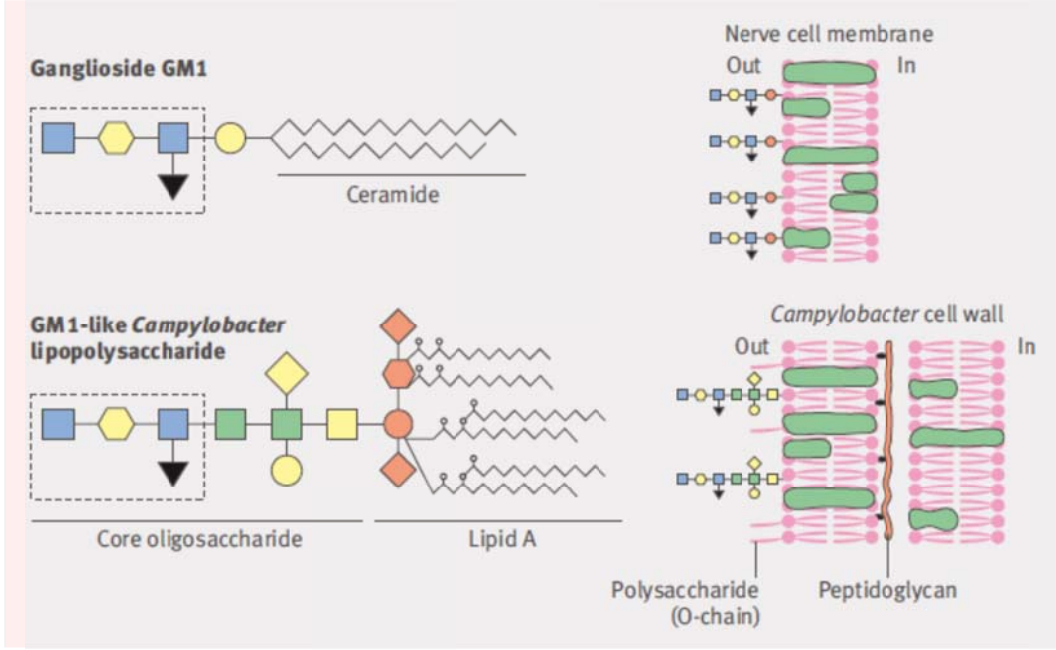 Ganglioside GM1
Ceramide
Nerve cell membrane
Out
In
GM1-like Campylobacter
lipopolysaccharide
Core oligosaccharide
Lipid A
Campylobacter cell wall
Out
In
Polysaccharide
(O-chain)
Peptidoglycan